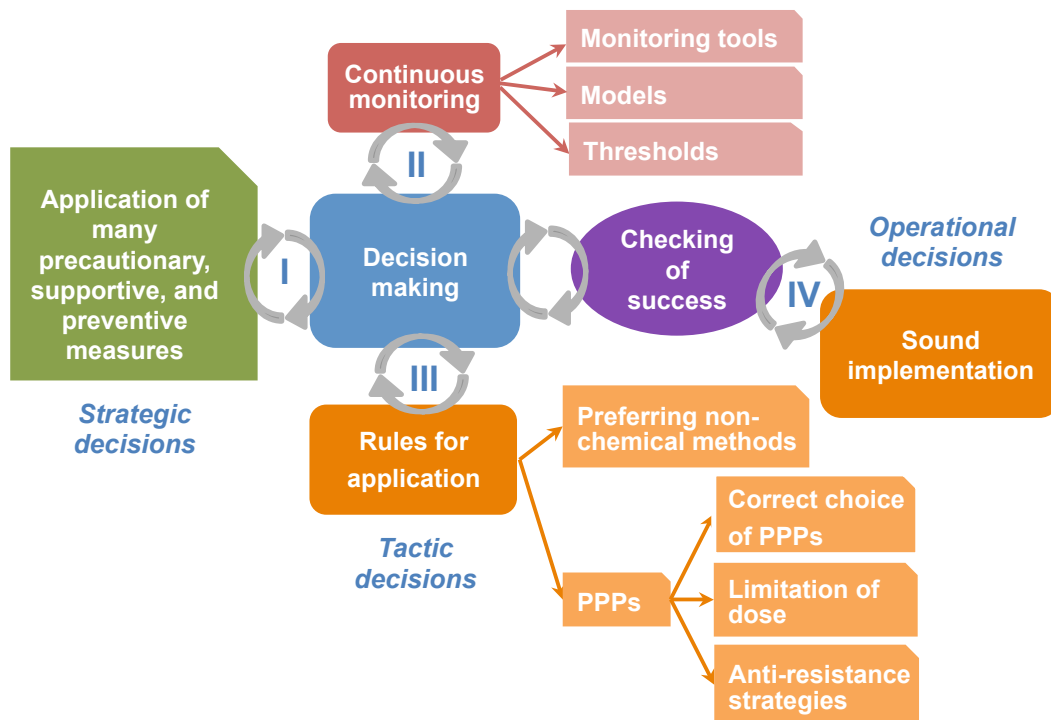 Continuous
monitoring
Monitoring tools
Models
Thresholds
II
Application of
many
precautionary,
supportive, and
preventive
measures
I
Decision
making
Checking
of
success
Operational
decisions
IV
Sound
implementation
Strategic
decisions
III
Rules for
application
Tactic
decisions
Preferring non-
chemical methods
PPPs
Correct choice
of PPPs
Limitation of
dose
Anti-resistance
strategies